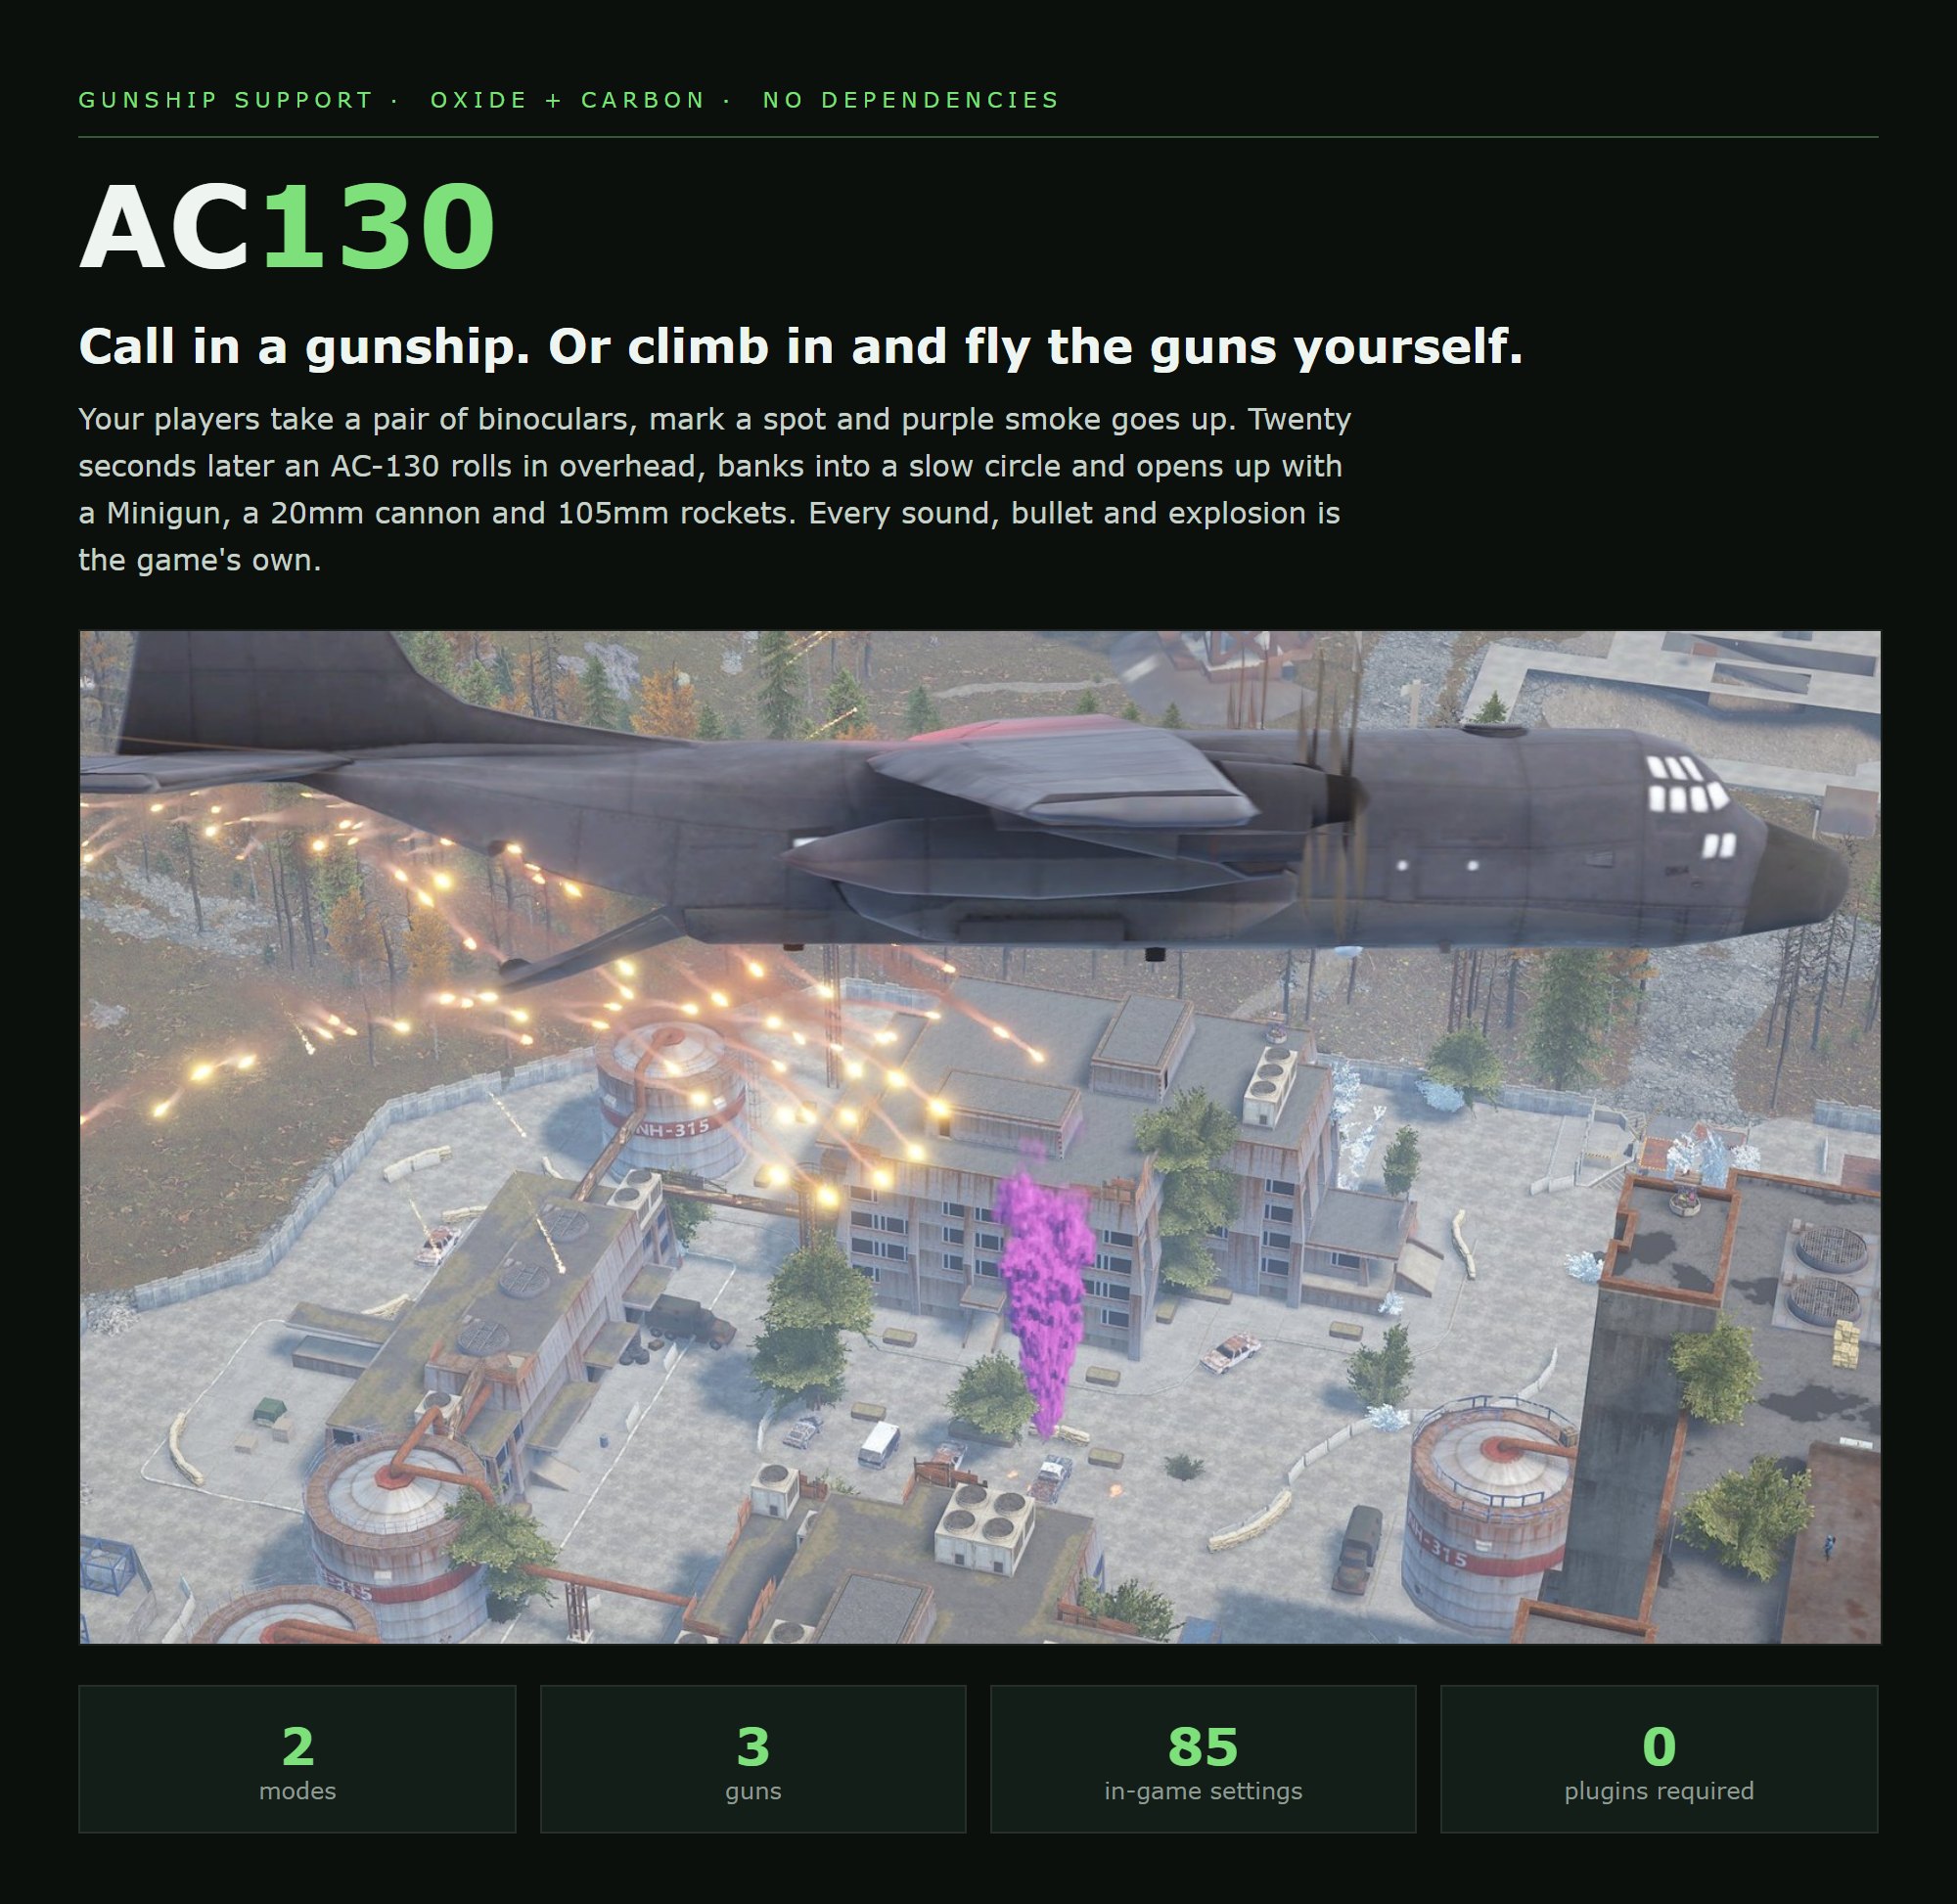 GUNSHIP SUPPORT · OXIDE + CARBON · NO DEPENDENCIES
AC130
Call in a gunship. Or climb in and fly the guns yourself.
Your players take a pair of binoculars, mark a spot and purple smoke goes up. Twenty
seconds later an AC-130 rolls in overhead, banks into a slow circle and opens up with
a Minigun, a 20mm cannon and 105mm rockets. Every sound, bullet and explosion is
the game's own.
NH-315
-315
-315
2
modes
3
guns
85
in-game settings
0
plugins required